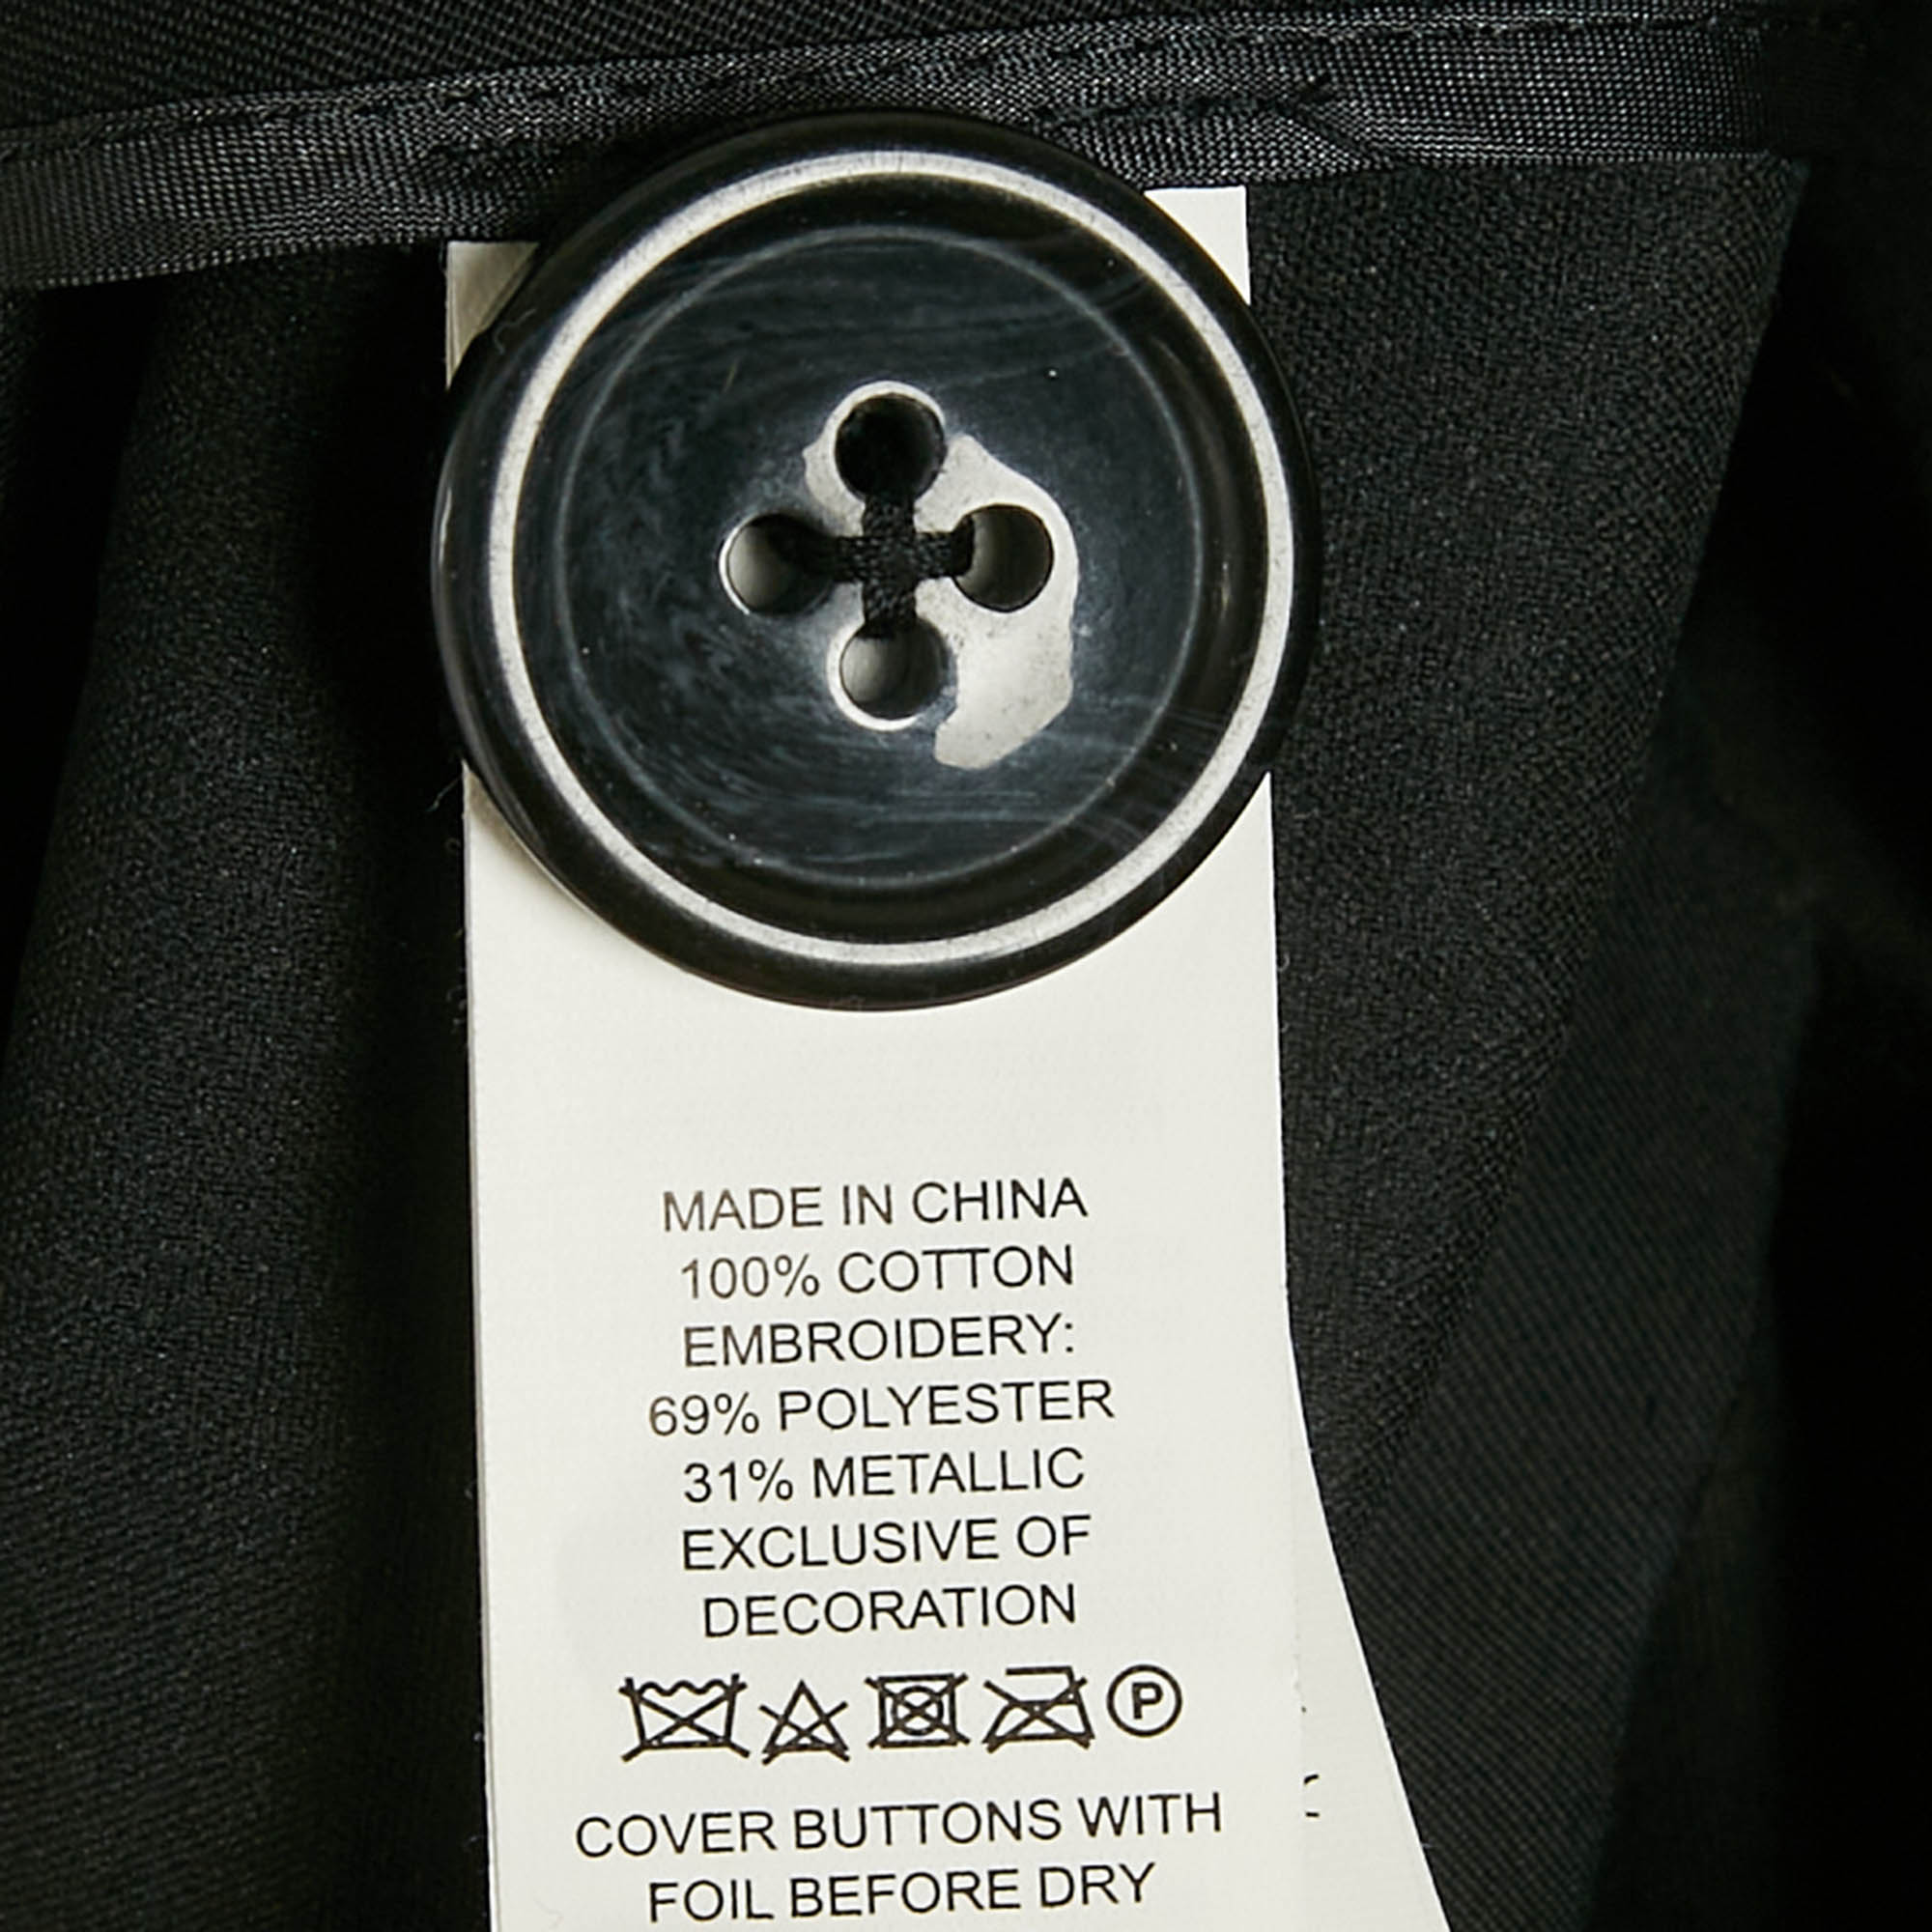 MADE IN CHINA
100% COTTON
EMBROIDERY:
69% POLYESTER
31% METALLIC
EXCLUSIVE OF
DECORATION
P
COVER BUTTONS WITH
FOIL BEFORE DRY